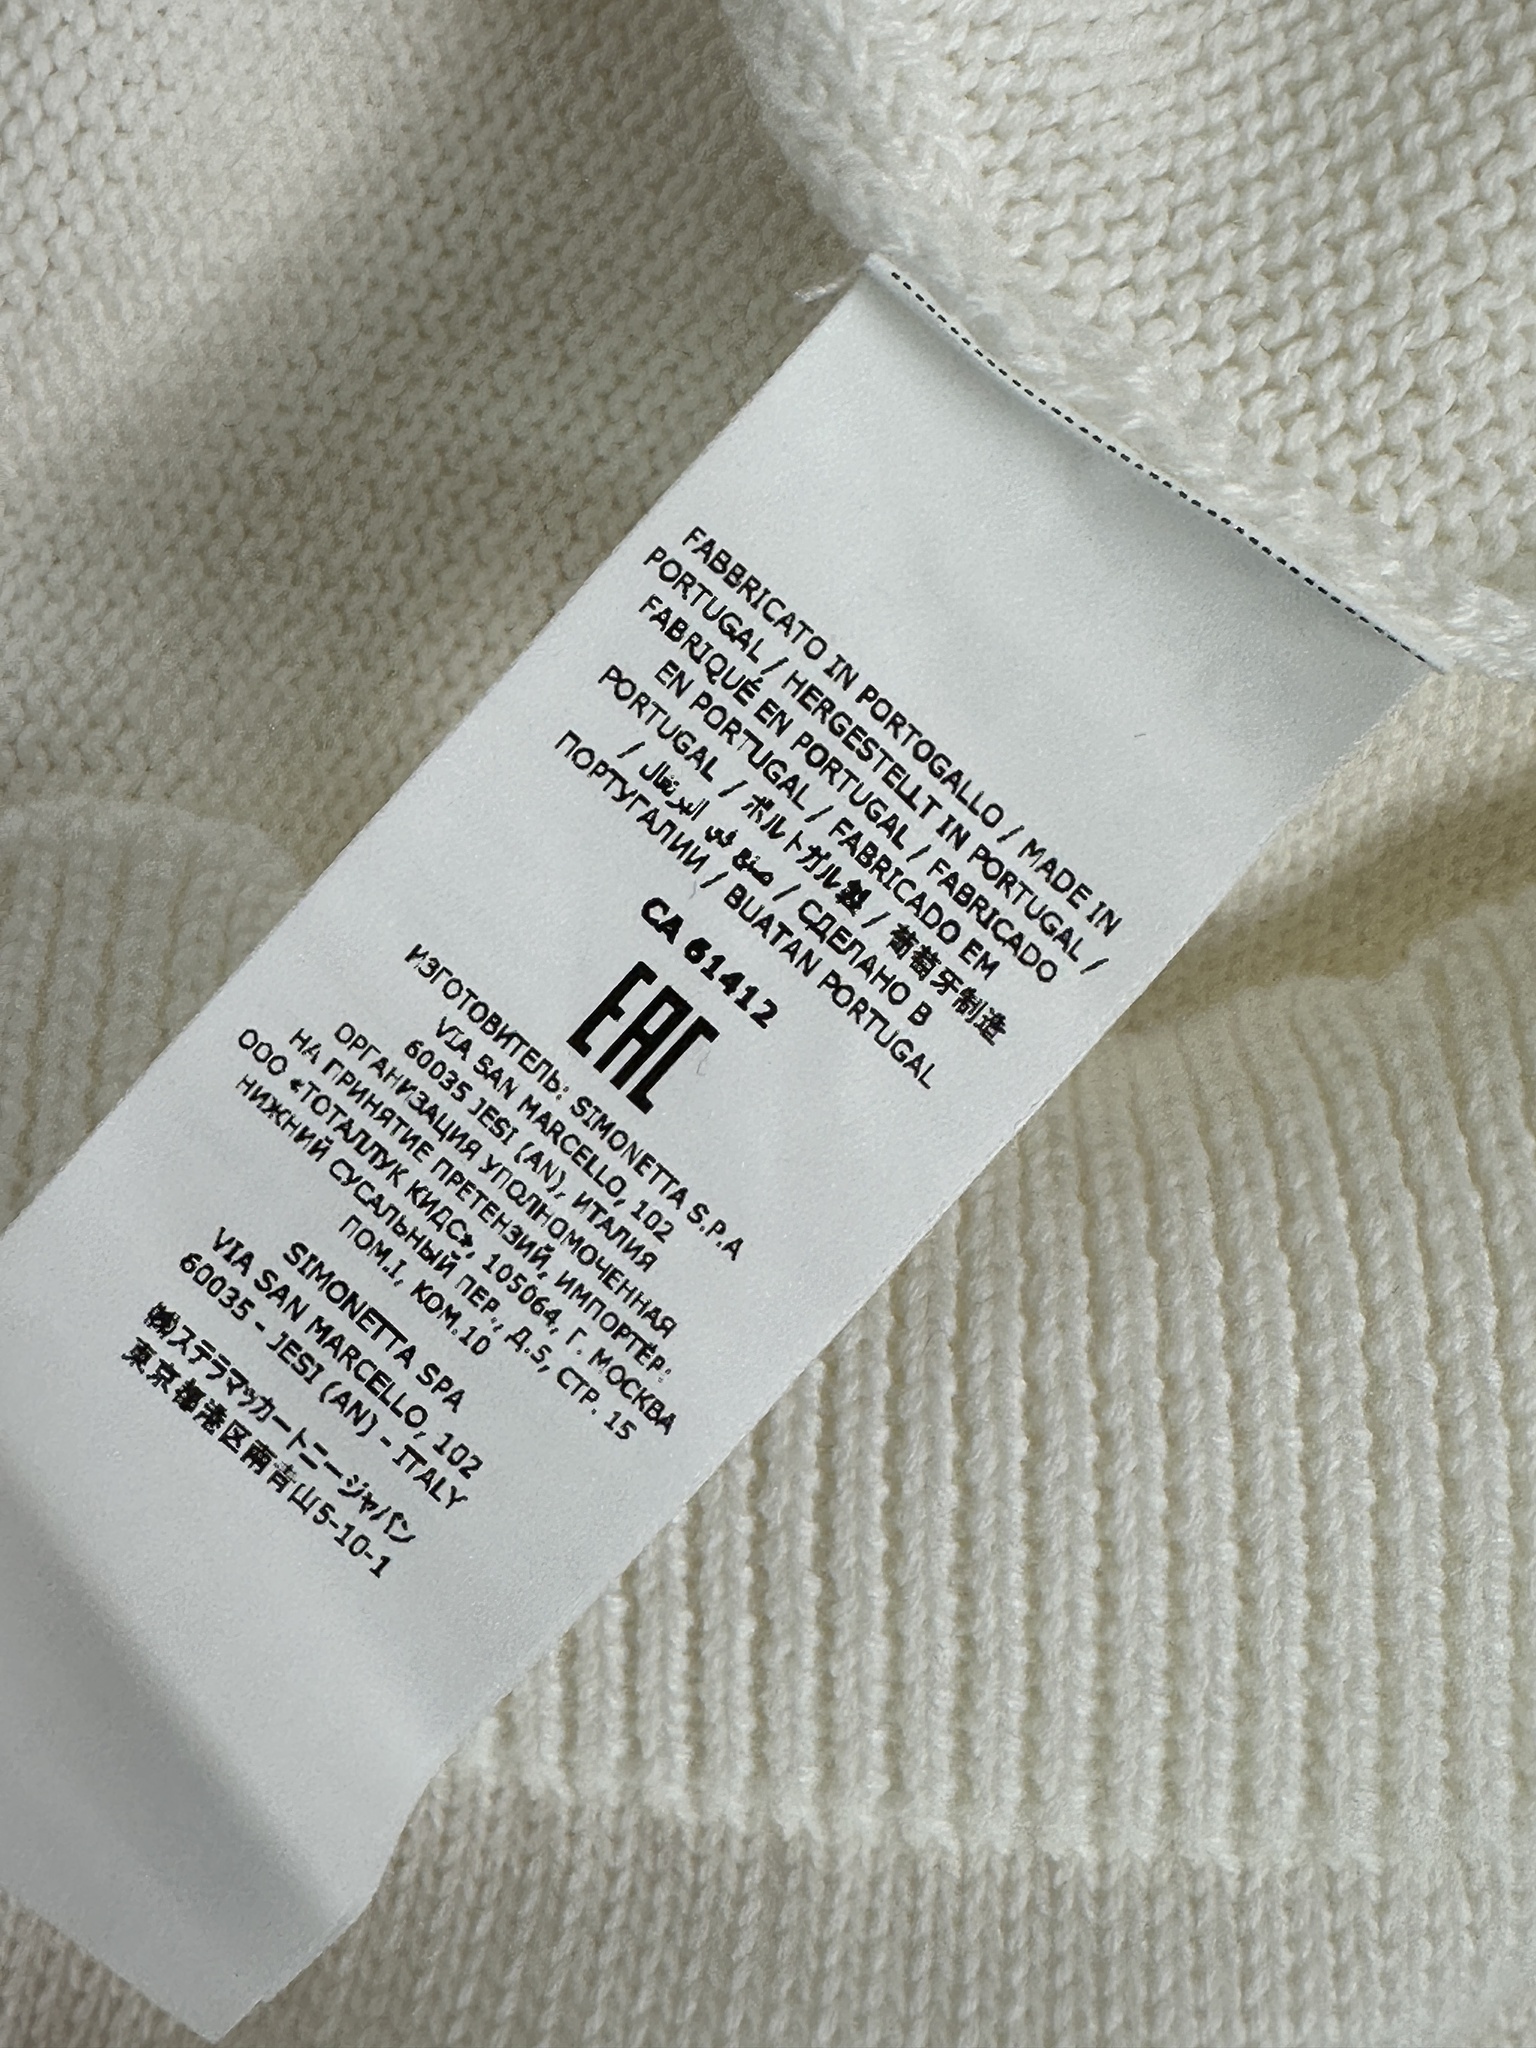 FABBRICATO IN PORTOGALLO / MADE IN
PORTUGAL / HERGESTELLT IN PORTUGAL /
FABRIQUÉ EN PORTUGAL / FABRICADO
EN PORTUGAL / FABRICADO EM
PORTUGAL / ポルトガル製 / 葡萄牙制造
/ صنع في البرتغال / СДЕЛАНО В
ПОРТУГАЛИИ / BUATAN PORTUGAL
CA 61412
EAC
ИЗГОТОВИТЕЛЬ: SIMONETTA S.P.A
VIA SAN MARCELLO, 102
60035 JESI (AN), ИТАЛИЯ
ОРГАНИЗАЦИЯ УПОЛНОМОЧЕННАЯ
НА ПРИНЯТИЕ ПРЕТЕНЗИЙ, ИМПОРТЁР:
ООО «ТОТАЛЛУК КИДС», 105064, Г. МОСКВА
НИЖНИЙ СУСАЛЬНЫЙ ПЕР., Д.5, СТР. 15
ПОМ.I, КОМ.10
SIMONETTA SPA
VIA SAN MARCELLO, 102
60035 - JESI (AN) - ITALY
㈱ステラマッカートニージャパン
東京都港区南青山5-10-1